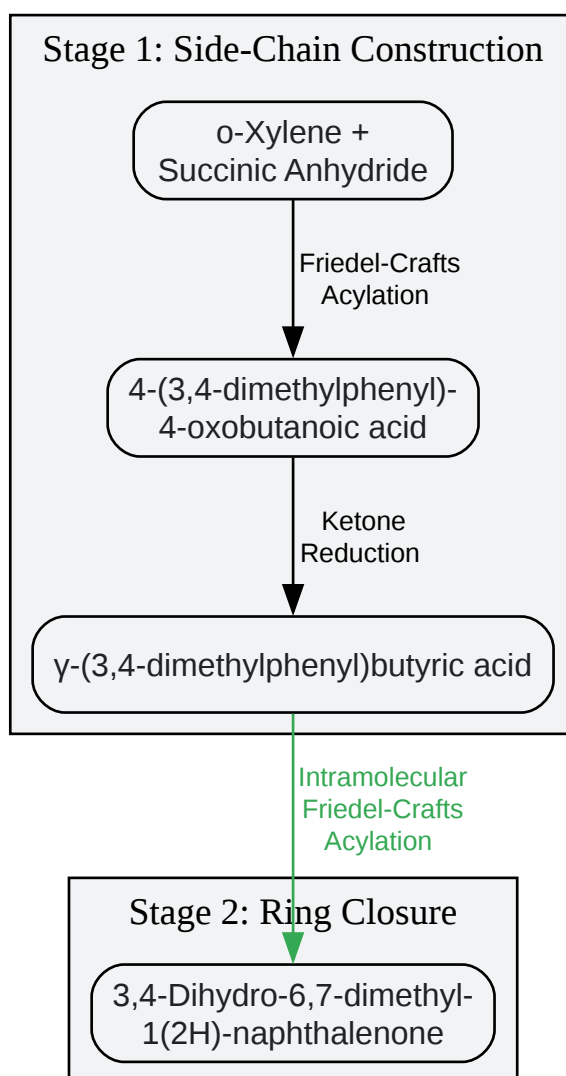 Stage 1: Side-Chain Construction
o-Xylene +
Succinic Anhydride
Friedel-Crafts
Acylation
4-(3,4-dimethylphenyl)-
4-oxobutanoic acid
Ketone
Reduction
γ-(3,4-dimethylphenyl)butyric acid
Intramolecular
Friedel-Crafts
Acylation
Stage 2: Ring Closure
3,4-Dihydro-6,7-dimethyl-
1(2H)-naphthalenone